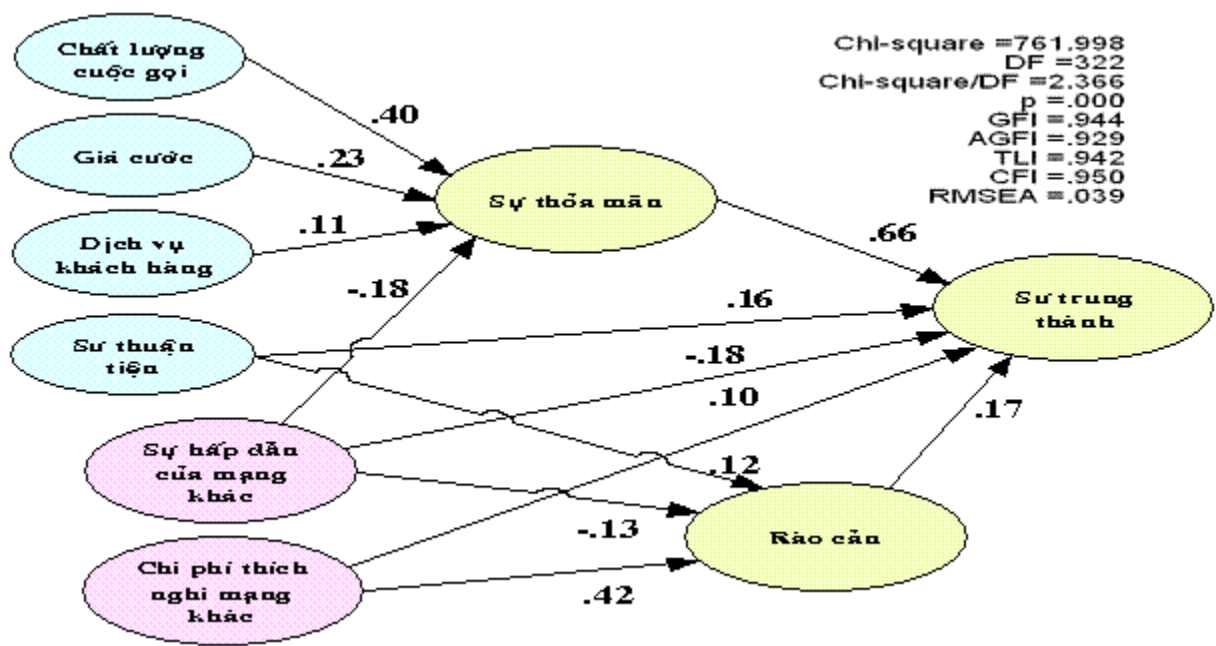 Chất lượng
cuộc gọi
Chi-square =761.998
DF =322
Chi-square/DF =2.366
p =.000
GFI =.944
AGFI =.929
TLI =.942
CFI =.950
RMSEA =.039
.40
Giá cước
.23
Sự thỏa mãn
Dịch vụ
khách hàng
.11
.66
-.18
Sư trung
thành
.16
Sư thuận
tiện
-.18
.10
.17
Sự hấp dẫn
của mạng
khác
.12
-.13
Rào cản
Chi phí thích
nghi mạng
khác
.42